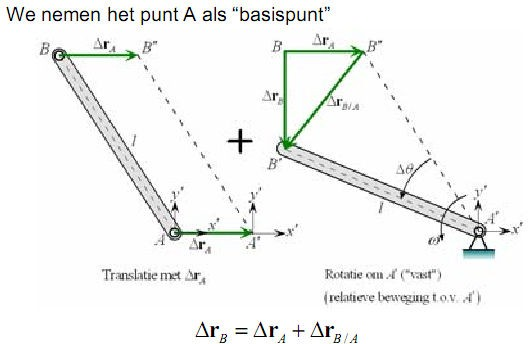 We nemen het punt A als “basispunt”
B Δr_A B"
l
y' x'
A Δr_A A' x'
Translatie met Δr_A
+
B Δr_A B"
Δr_B Δr_B/A
B'
Δθ
l
y'
A' x'
ω
Rotatie om A' ("vast")
(relatieve beweging t.o.v. A')
Δr_B = Δr_A + Δr_B/A